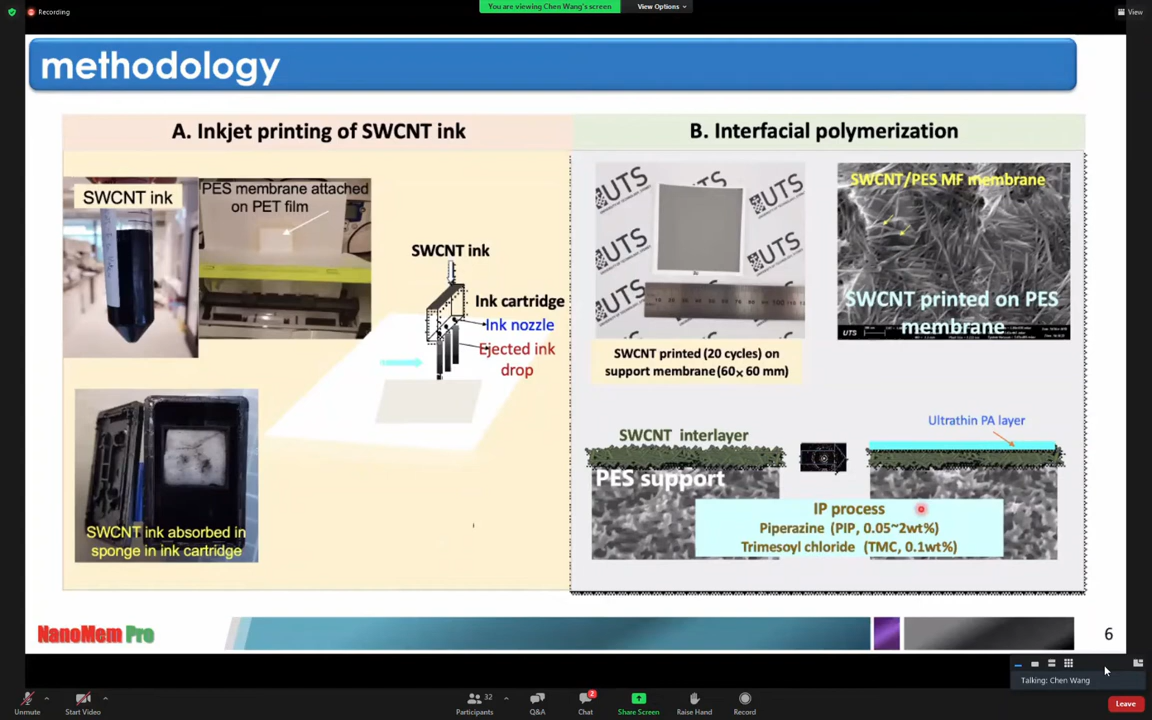 Recording
You are viewing Chen Wang's screen
View Options
View
methodology
A. Inkjet printing of SWCNT ink
B. Interfacial polymerization
SWCNT ink
PES membrane attached
on PET film
SWCNT ink
Ink cartridge
Ink nozzle
Ejected ink
drop
SWCNT ink absorbed in
sponge in ink cartridge
UTS
SWCNT printed (20 cycles) on
support membrane (60× 60 mm)
SWCNT/PES MF membrane
SWCNT printed on PES
membrane
UTS
SWCNT interlayer
PES support
Ultrathin PA layer
IP process
Piperazine (PIP, 0.05~2wt%)
Trimesoyl chloride (TMC, 0.1wt%)
NanoMem Pro
6
Talking: Chen Wang
Unmute
Start Video
32
Participants
Q&A
2
Chat
Share Screen
Raise Hand
Record
Leave